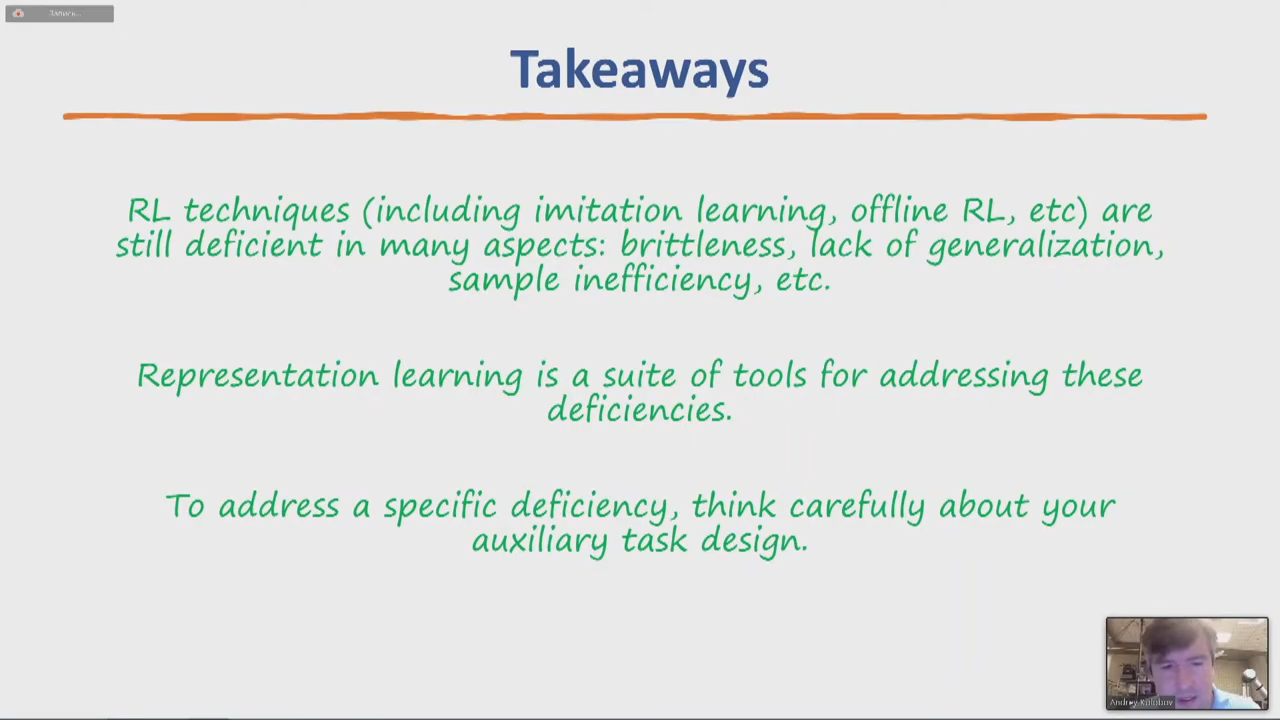 Запись...
Takeaways
RL techniques (including imitation learning, offline RL, etc) are
still deficient in many aspects: brittleness, lack of generalization,
sample inefficiency, etc.
Representation learning is a suite of tools for addressing these
deficiencies.
To address a specific deficiency, think carefully about your
auxiliary task design.
Andrey Kolobov